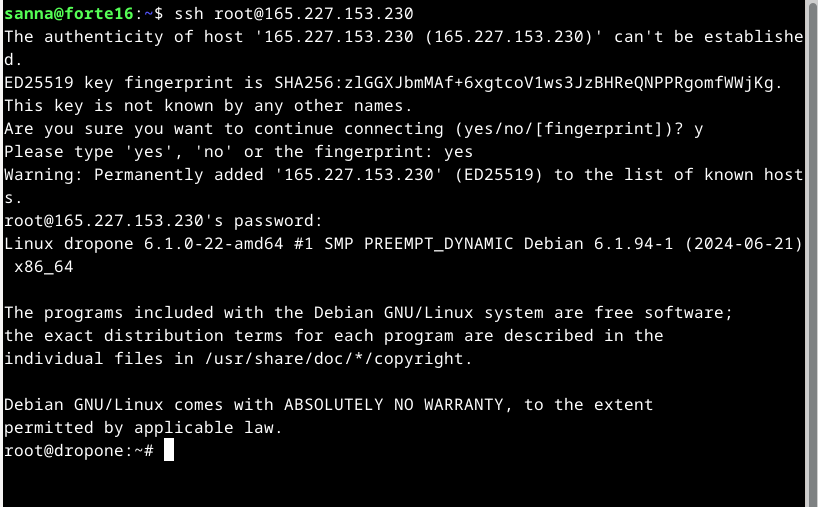 sanna@forte16:~$ ssh root@165.227.153.230
The authenticity of host '165.227.153.230 (165.227.153.230)' can't be establishe
d.
ED25519 key fingerprint is SHA256:zlGGXJbmMAf+6xgtcoV1ws3JzBHReQNPPRgomfWWjKg.
This key is not known by any other names.
Are you sure you want to continue connecting (yes/no/[fingerprint])? y
Please type 'yes', 'no' or the fingerprint: yes
Warning: Permanently added '165.227.153.230' (ED25519) to the list of known host
s.
root@165.227.153.230's password:
Linux dropone 6.1.0-22-amd64 #1 SMP PREEMPT_DYNAMIC Debian 6.1.94-1 (2024-06-21)
 x86_64

The programs included with the Debian GNU/Linux system are free software;
the exact distribution terms for each program are described in the
individual files in /usr/share/doc/*/copyright.

Debian GNU/Linux comes with ABSOLUTELY NO WARRANTY, to the extent
permitted by applicable law.
root@dropone:~#